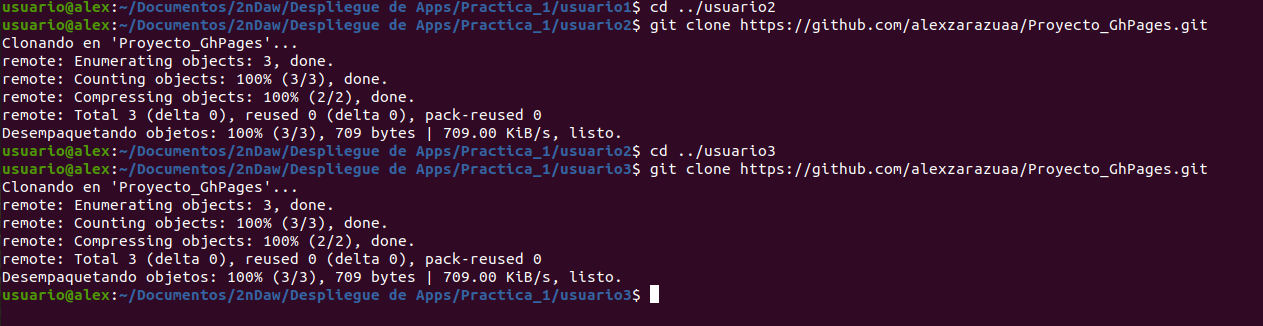 usuario@alex:~/Documentos/2nDaw/Despliegue de Apps/Practica_1/usuario1$ cd ../usuario2
usuario@alex:~/Documentos/2nDaw/Despliegue de Apps/Practica_1/usuario2$ git clone https://github.com/alexzarazuaa/Proyecto_GhPages.git
Clonando en 'Proyecto_GhPages'...
remote: Enumerating objects: 3, done.
remote: Counting objects: 100% (3/3), done.
remote: Compressing objects: 100% (2/2), done.
remote: Total 3 (delta 0), reused 0 (delta 0), pack-reused 0
Desempaquetando objetos: 100% (3/3), 709 bytes | 709.00 KiB/s, listo.
usuario@alex:~/Documentos/2nDaw/Despliegue de Apps/Practica_1/usuario2$ cd ../usuario3
usuario@alex:~/Documentos/2nDaw/Despliegue de Apps/Practica_1/usuario3$ git clone https://github.com/alexzarazuaa/Proyecto_GhPages.git
Clonando en 'Proyecto_GhPages'...
remote: Enumerating objects: 3, done.
remote: Counting objects: 100% (3/3), done.
remote: Compressing objects: 100% (2/2), done.
remote: Total 3 (delta 0), reused 0 (delta 0), pack-reused 0
Desempaquetando objetos: 100% (3/3), 709 bytes | 709.00 KiB/s, listo.
usuario@alex:~/Documentos/2nDaw/Despliegue de Apps/Practica_1/usuario3$